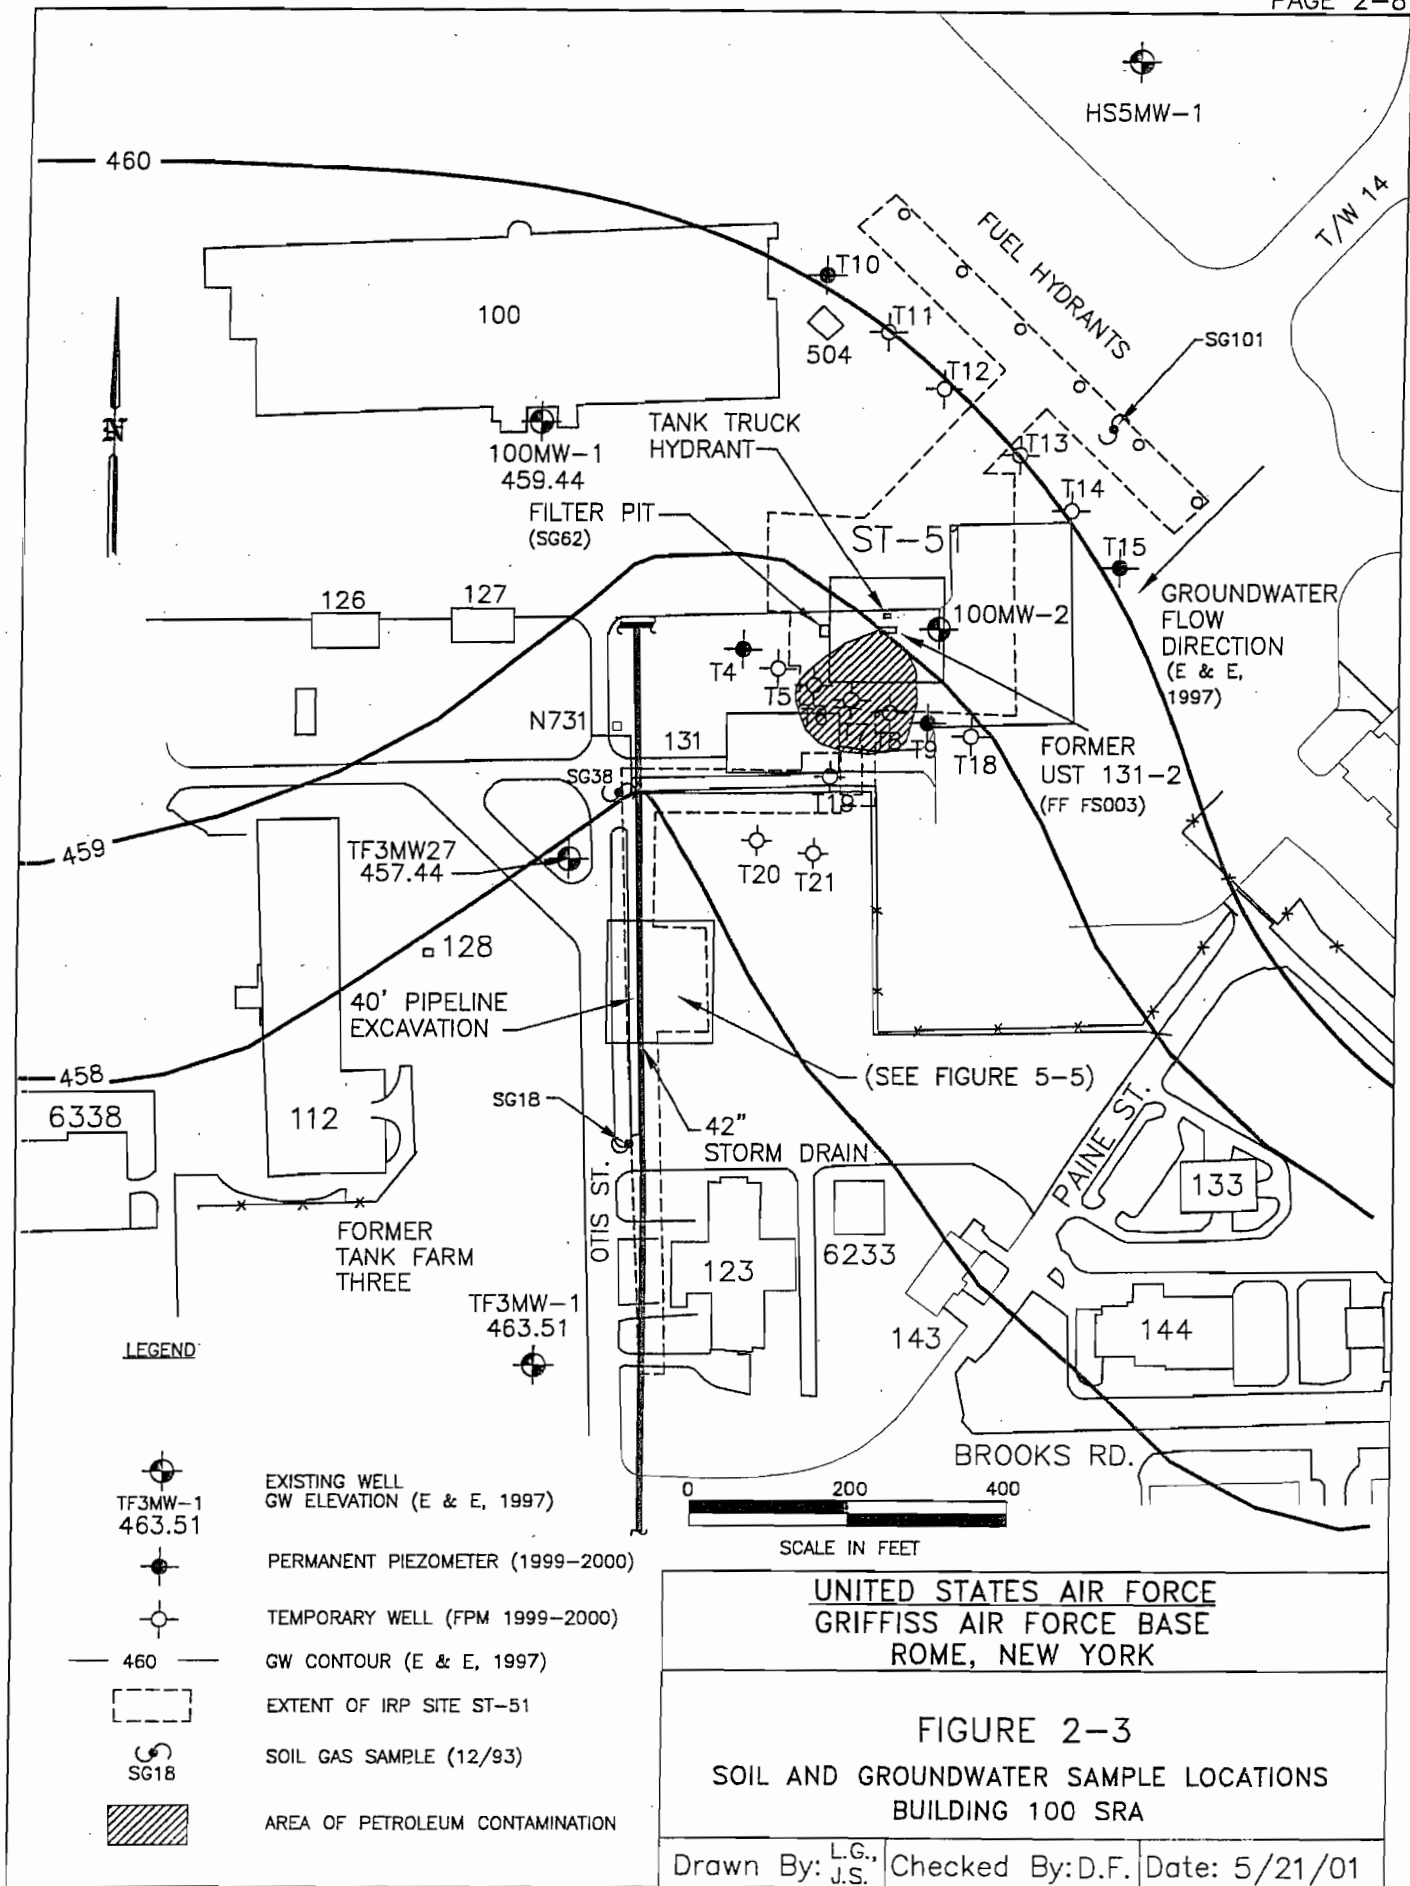 PAGE 2-8
HS5MW-1
460
T/W 14
FUEL HYDRANTS
T10
T11
504
100
SG101
T12
TANK TRUCK
HYDRANT
T13
100MW-1
459.44
T14
FILTER PIT
(SG62)
ST-51
T15
126
127
100MW-2
GROUNDWATER
FLOW
DIRECTION
(E & E,
1997)
T4
T5
T6
T7
T8
T9
T18
N731
131
FORMER
UST 131-2
(FF FS003)
SG38
T19
459
TF3MW27
457.44
T20
T21
128
40' PIPELINE
EXCAVATION
(SEE FIGURE 5-5)
458
6338
112
SG18
42"
STORM DRAIN
PAINE ST.
133
OTIS ST.
FORMER
TANK FARM
THREE
123
6233
TF3MW-1
463.51
143
144
BROOKS RD.
LEGEND
TF3MW-1
463.51
EXISTING WELL
GW ELEVATION (E & E, 1997)
PERMANENT PIEZOMETER (1999-2000)
TEMPORARY WELL (FPM 1999-2000)
460
GW CONTOUR (E & E, 1997)
EXTENT OF IRP SITE ST-51
SG18
SOIL GAS SAMPLE (12/93)
AREA OF PETROLEUM CONTAMINATION
0 200 400
SCALE IN FEET
N
UNITED STATES AIR FORCE
GRIFFISS AIR FORCE BASE
ROME, NEW YORK
FIGURE 2-3
SOIL AND GROUNDWATER SAMPLE LOCATIONS
BUILDING 100 SRA
Drawn By: L.G., J.S.
Checked By: D.F.
Date: 5/21/01